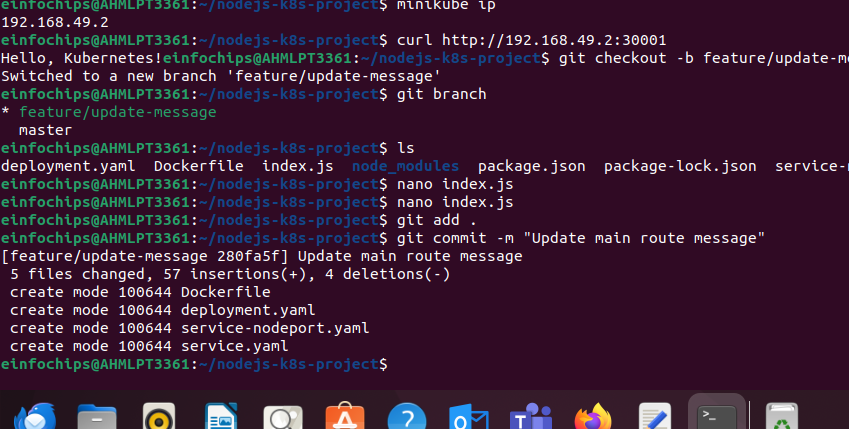 einfochips@AHMLPT3361:~/nodejs-k8s-project$ minikube ip
192.168.49.2
einfochips@AHMLPT3361:~/nodejs-k8s-project$ curl http://192.168.49.2:30001
Hello, Kubernetes!einfochips@AHMLPT3361:~/nodejs-k8s-project$ git checkout -b feature/update-m
Switched to a new branch 'feature/update-message'
einfochips@AHMLPT3361:~/nodejs-k8s-project$ git branch
* feature/update-message
  master
einfochips@AHMLPT3361:~/nodejs-k8s-project$ ls
deployment.yaml  Dockerfile  index.js  node_modules  package.json  package-lock.json  service-
einfochips@AHMLPT3361:~/nodejs-k8s-project$ nano index.js
einfochips@AHMLPT3361:~/nodejs-k8s-project$ nano index.js
einfochips@AHMLPT3361:~/nodejs-k8s-project$ git add .
einfochips@AHMLPT3361:~/nodejs-k8s-project$ git commit -m "Update main route message"
[feature/update-message 280fa5f] Update main route message
 5 files changed, 57 insertions(+), 4 deletions(-)
 create mode 100644 Dockerfile
 create mode 100644 deployment.yaml
 create mode 100644 service-nodeport.yaml
 create mode 100644 service.yaml
einfochips@AHMLPT3361:~/nodejs-k8s-project$